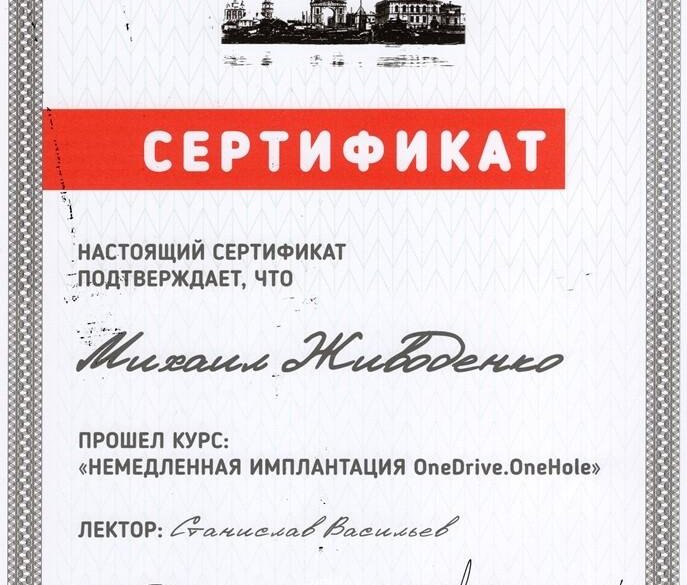 СЕРТИФИКАТ
НАСТОЯЩИЙ СЕРТИФИКАТ
ПОДТВЕРЖДАЕТ, ЧТО
Михаил Живоденко
ПРОШЕЛ КУРС:
«НЕМЕДЛЕННАЯ ИМПЛАНТАЦИЯ OneDrive.OneHole»
ЛЕКТОР: Станислав Васильев